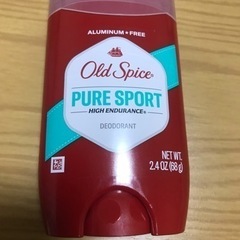 ALUMINUM • FREE
Old Spice
PURE SPORT
HIGH ENDURANCE
DEODORANT
NET WT.
2.4 OZ (68 g)